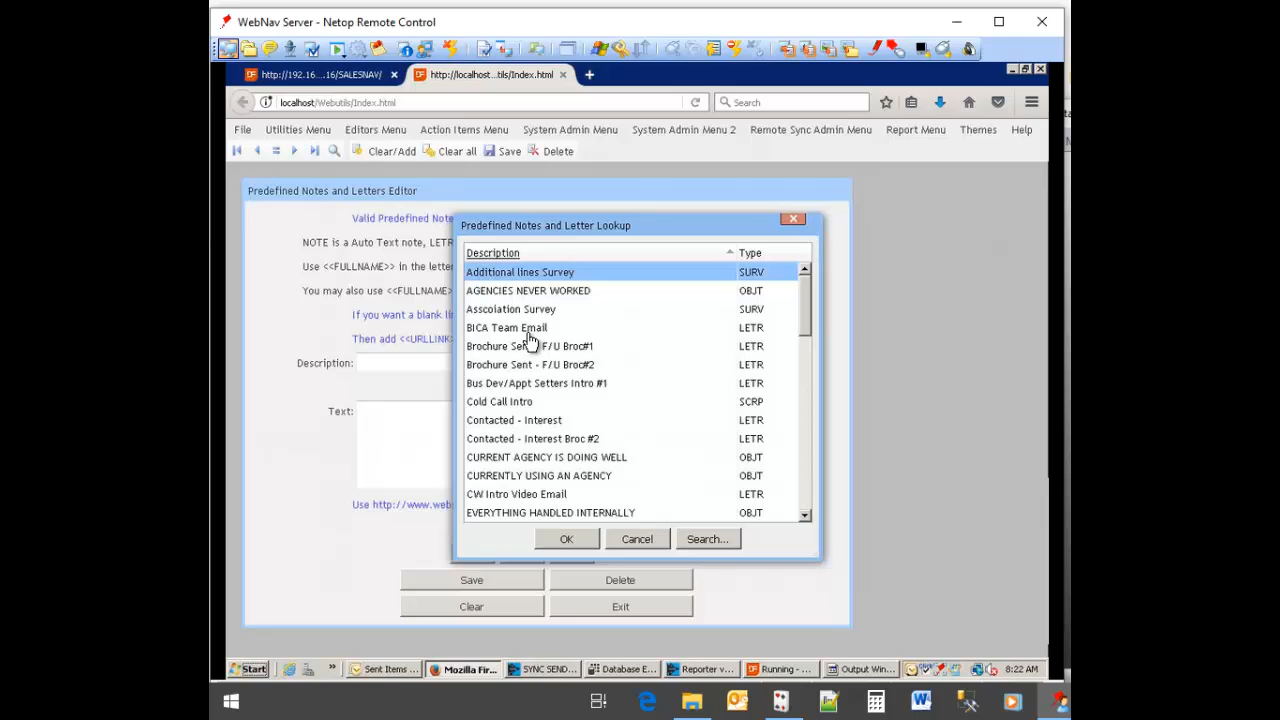 WebNav Server - Netop Remote Control
http://192.16 ....16/SALESNAV/
http://localhost...tils/Index.html
localhost/Webutils/Index.html
Search
File Utilities Menu Editors Menu Action Items Menu System Admin Menu System Admin Menu 2 Remote Sync Admin Menu Report Menu Themes Help
Clear/Add Clear all Save Delete
Predefined Notes and Letters Editor
Valid Predefined Note
NOTE is a Auto Text note, LETR
Use <<FULLNAME>> in the letter
You may also use <<FULLNAME>
If you want a blank li
Then add <<URLLINK>
Description:
Text:
Use http://www.web
Predefined Notes and Letter Lookup
Description Type
Additional lines Survey SURV
AGENCIES NEVER WORKED OBJT
Asscoiation Survey SURV
BICA Team Email LETR
Brochure Sent - F/U Broc#1 LETR
Brochure Sent - F/U Broc#2 LETR
Bus Dev/Appt Setters Intro #1 LETR
Cold Call Intro SCRP
Contacted - Interest LETR
Contacted - Interest Broc #2 LETR
CURRENT AGENCY IS DOING WELL OBJT
CURRENTLY USING AN AGENCY OBJT
CW Intro Video Email LETR
EVERYTHING HANDLED INTERNALLY OBJT
OK Cancel Search...
Save Delete
Clear Exit
Start » Sent Items ... Mozilla Fir... SYNC SEND... Database E... Reporter v... Running - ... Output Win... 8:22 AM